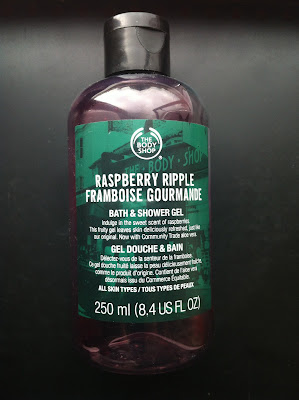 THE
BODY
SHOP
THE · BODY · SHOP
RASPBERRY RIPPLE
FRAMBOISE GOURMANDE
BATH & SHOWER GEL
Indulge in the sweet scent of raspberries.
This fruity gel leaves skin deliciously refreshed, just like
our original. Now with Community Trade aloe vera.
GEL DOUCHE & BAIN
Délectez-vous de la senteur de la framboise.
Ce gel douche fruité laisse la peau délicieusement fraîche,
comme le produit d'origine. Contient de l'aloe vera
désormais issu du Commerce Équitable.
ALL SKIN TYPES / TOUS TYPES DE PEAUX
250 ml (8.4 US FL OZ)